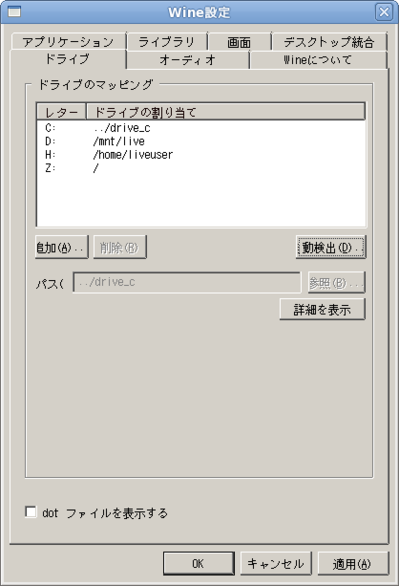 Wine設定
アプリケーション ライブラリ 画面 デスクトップ統合
ドライブ オーディオ Wineについて
ドライブのマッピング
レター ドライブの割り当て
C: ../drive_c
D: /mnt/live
H: /home/liveuser
Z: /
追加(A)... 削除(R) 動検出(D)...
パス( ../drive_c 参照(B)...
詳細を表示
dot ファイルを表示する
OK キャンセル 適用(A)